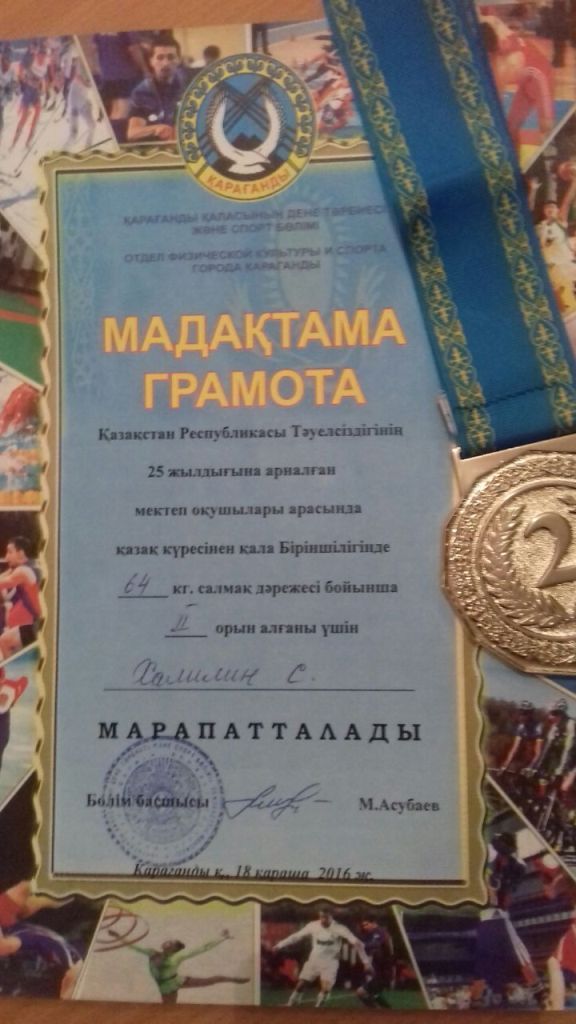 ҚАРАҒАНДЫ
ҚАРАҒАНДЫ ҚАЛАСЫНЫҢ ДЕНЕ ТӘРБИЕСІ
ЖӘНЕ СПОРТ БӨЛІМІ
ОТДЕЛ ФИЗИЧЕСКОЙ КУЛЬТУРЫ И СПОРТА
ГОРОДА КАРАГАНДЫ
МАДАҚТАМА
ГРАМОТА
Қазақстан Республикасы Тәуелсіздігінің
25 жылдығына арналған
мектеп оқушылары арасында
қазақ күресінен қала Біріншілігінде
64 кг. салмақ дәрежесі бойынша
II орын алғаны үшін
Халилин С.
МАРАПАТТАЛАДЫ
Бөлім басшысы М.Асубаев
Қарағанды қ., 18 қараша 2016 ж.
2